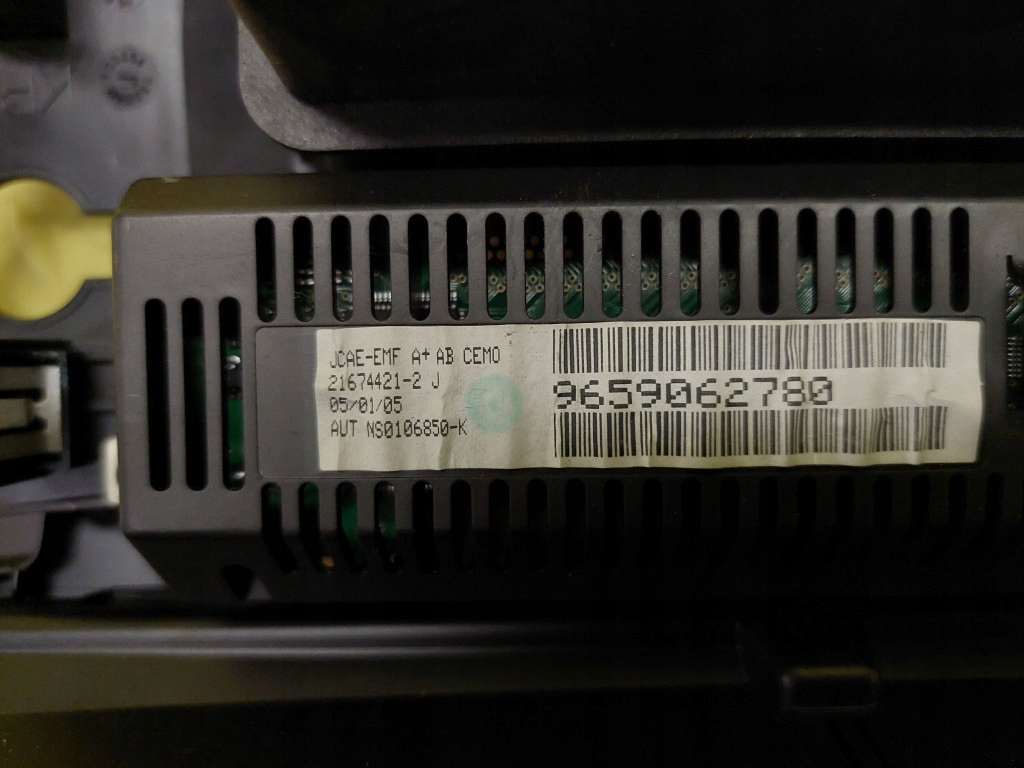 JCAE-EMF A+ AB CEMO
21674421-2 J
05/01/05
AUT NS0106850-K
9659062780